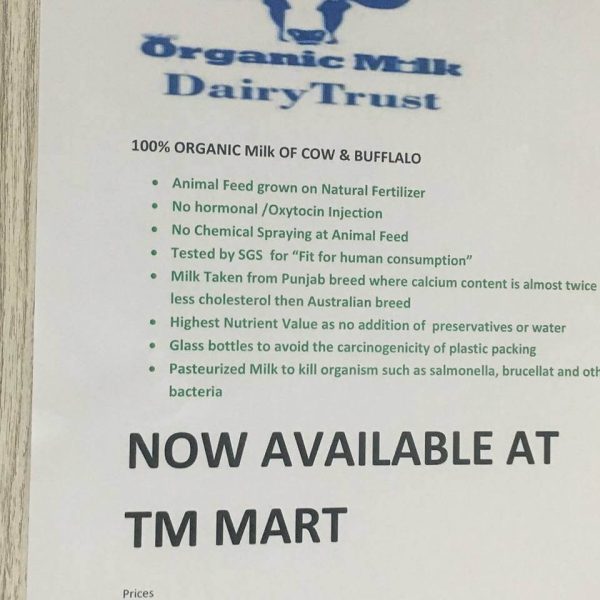 Organic Milk
Dairy Trust
100% ORGANIC Milk OF COW & BUFFLALO
• Animal Feed grown on Natural Fertilizer
• No hormonal /Oxytocin Injection
• No Chemical Spraying at Animal Feed
• Tested by SGS for “Fit for human consumption”
• Milk Taken from Punjab breed where calcium content is almost twice
less cholesterol then Australian breed
• Highest Nutrient Value as no addition of preservatives or water
• Glass bottles to avoid the carcinogenicity of plastic packing
• Pasteurized Milk to kill organism such as salmonella, brucellat and oth
bacteria
NOW AVAILABLE AT
TM MART
Prices